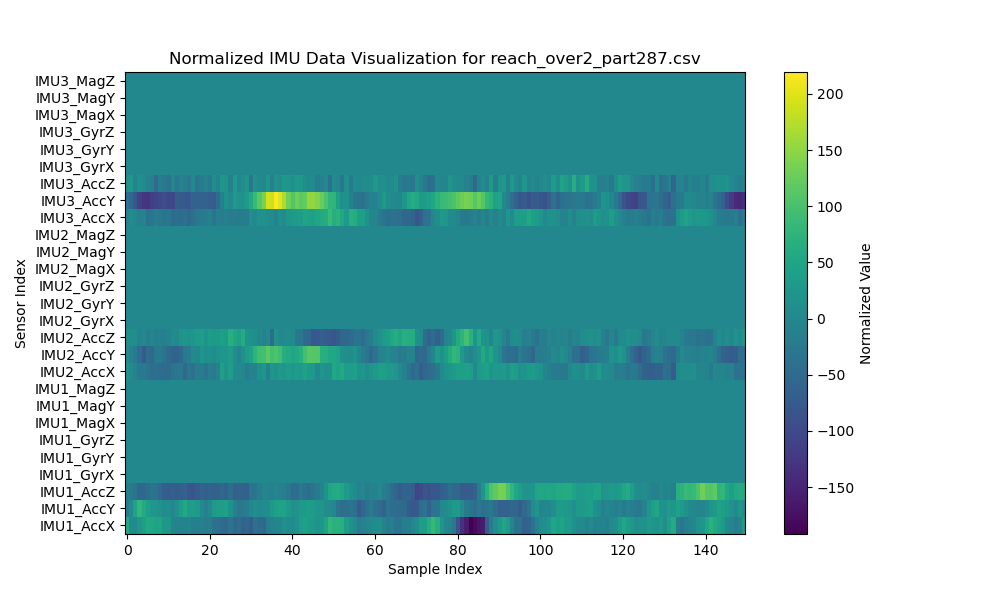 Normalized IMU Data Visualization for reach_over2_part287.csv
IMU3_MagZ
IMU3_MagY
IMU3_MagX
IMU3_GyrZ
IMU3_GyrY
IMU3_GyrX
IMU3_AccZ
IMU3_AccY
IMU3_AccX
IMU2_MagZ
IMU2_MagY
IMU2_MagX
IMU2_GyrZ
IMU2_GyrY
IMU2_GyrX
IMU2_AccZ
IMU2_AccY
IMU2_AccX
IMU1_MagZ
IMU1_MagY
IMU1_MagX
IMU1_GyrZ
IMU1_GyrY
IMU1_GyrX
IMU1_AccZ
IMU1_AccY
IMU1_AccX
Sensor Index
0 20 40 60 80 100 120 140
Sample Index
200
150
100
50
0
−50
−100
−150
Normalized Value